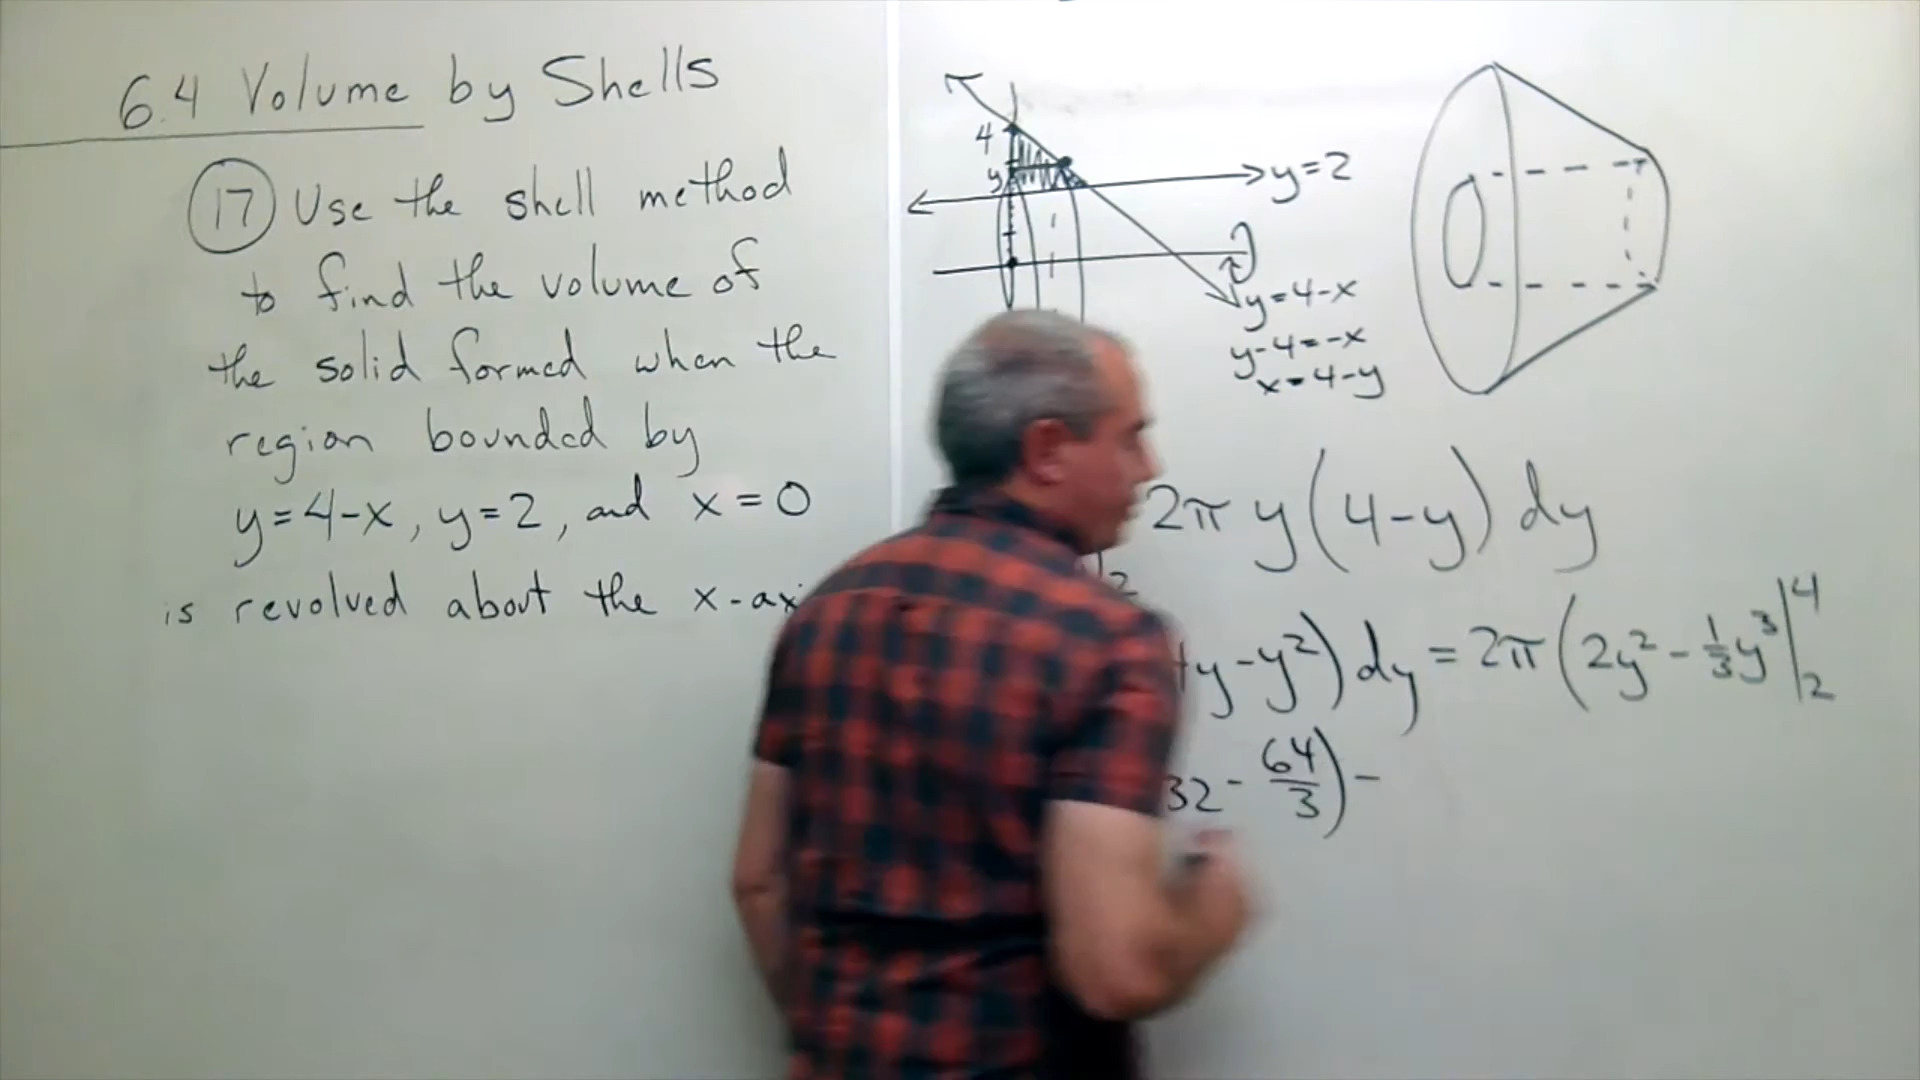 6.4 Volume by Shells
17 Use the shell method
to find the volume of
the solid formed when the
region bounded by
y=4-x, y=2, and x=0
is revolved about the x-ax
4
y
y=2
y=4-x
y-4=-x
x=4-y
2π y(4-y) dy
2
y-y²) dy = 2π(2y² - 1/3 y³ |⁴₂
32 - 64/3) -